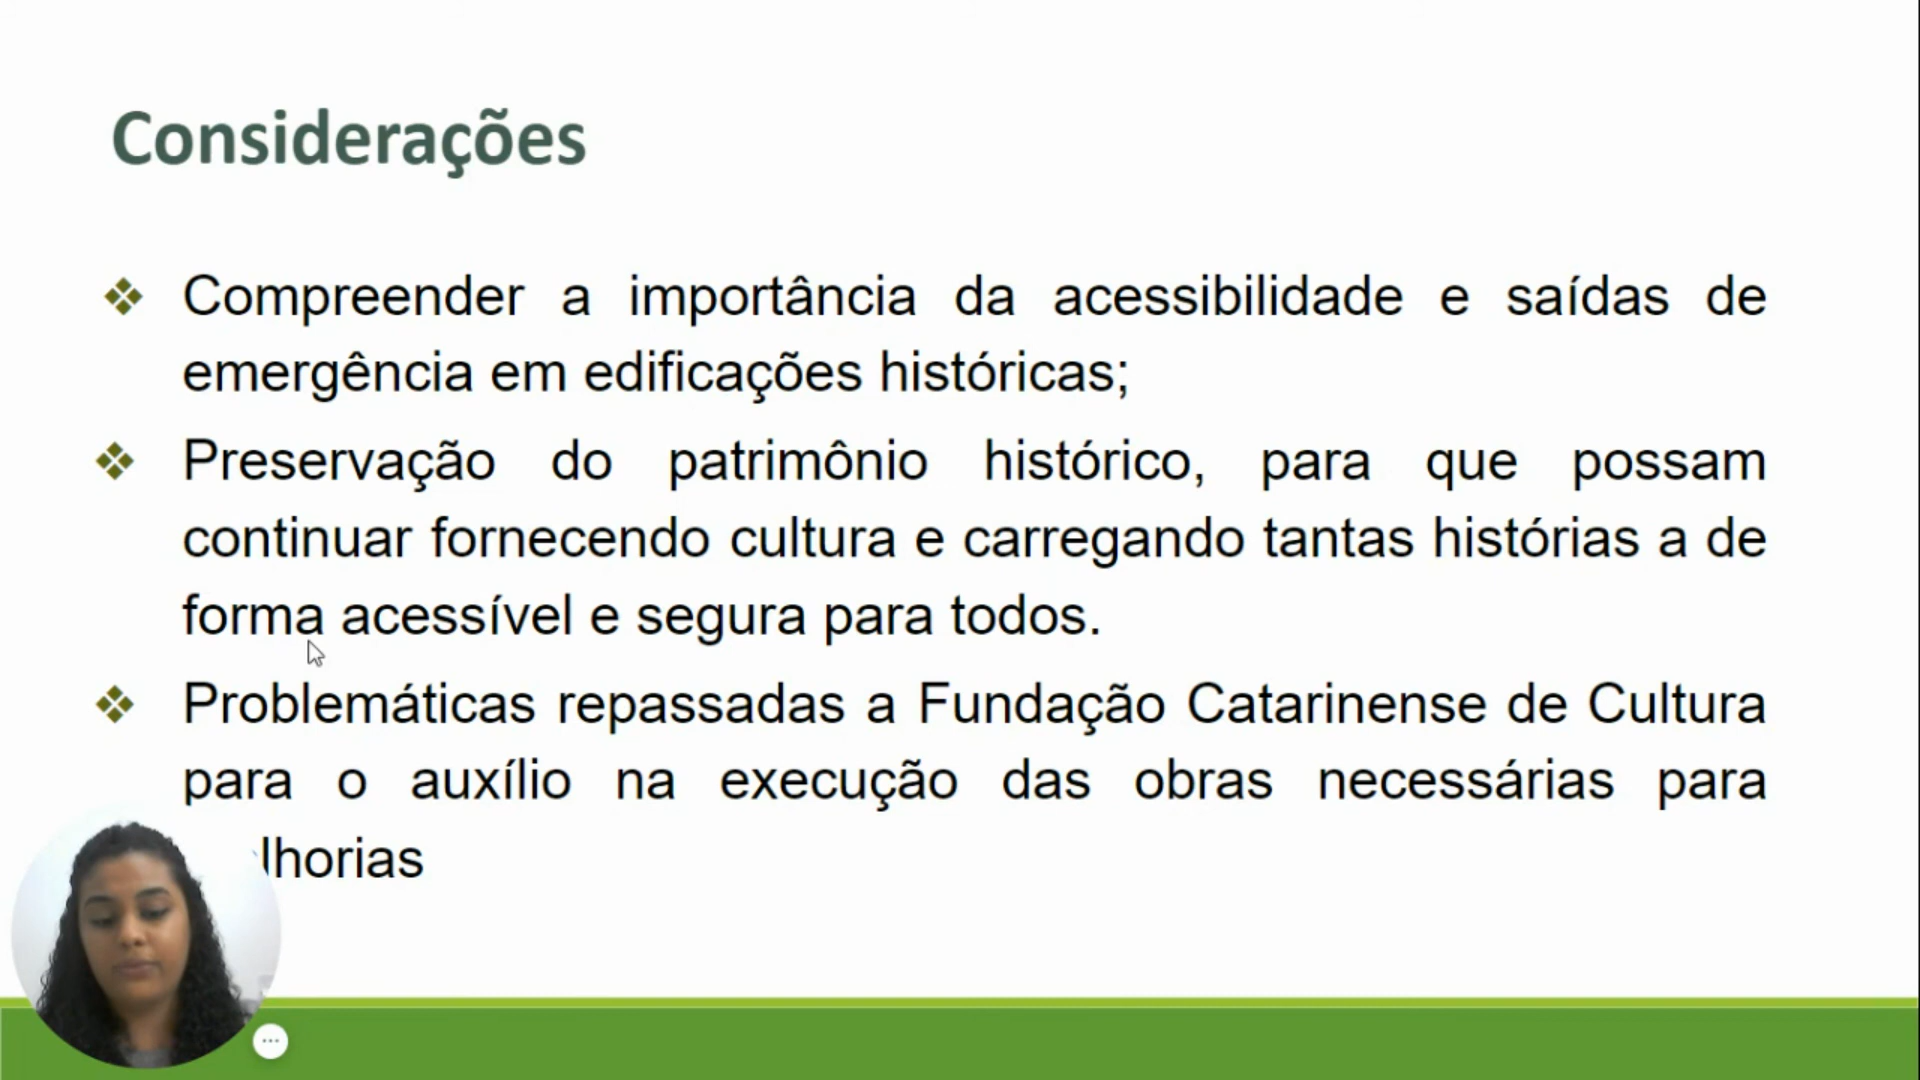 Considerações
Compreender a importância da acessibilidade e saídas de
emergência em edificações históricas;
Preservação do patrimônio histórico, para que possam
continuar fornecendo cultura e carregando tantas histórias a de
forma acessível e segura para todos.
Problemáticas repassadas a Fundação Catarinense de Cultura
para o auxílio na execução das obras necessárias para
lhorias